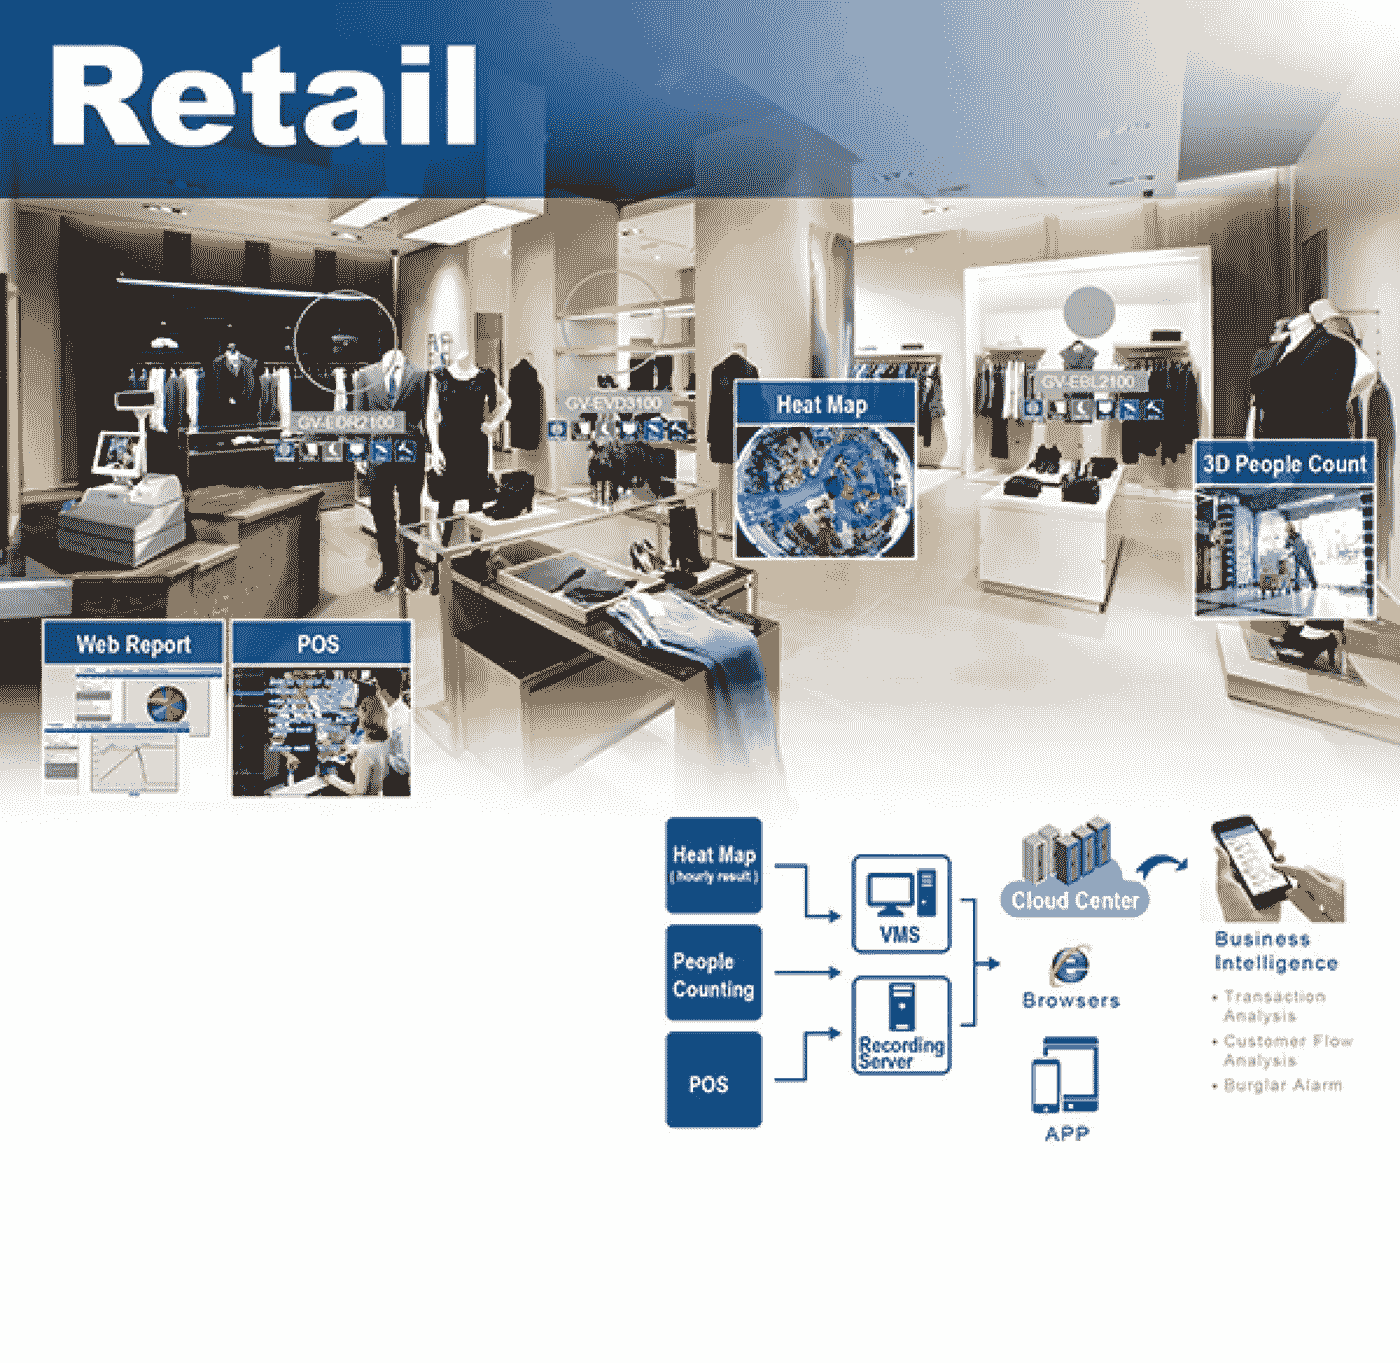 Retail
GV-EDR2100
GV-EVD3100
Heat Map
GV-EBL2100
3D People Count
Web Report
POS
Heat Map
( hourly result )
People
Counting
POS
VMS
Recording
Server
Cloud Center
Browsers
APP
Business
Intelligence
• Transaction
Analysis
• Customer Flow
Analysis
• Burglar Alarm